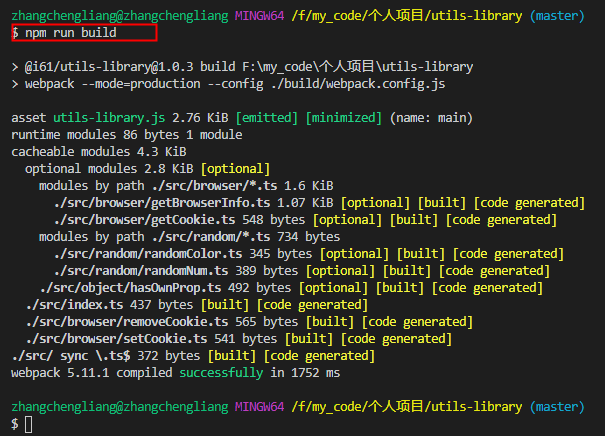 zhangchengliang@zhangchengliang MINGW64 /f/my_code/个人项目/utils-library (master)
$ npm run build
> @i61/utils-library@1.0.3 build F:\my_code\个人项目\utils-library
> webpack --mode=production --config ./build/webpack.config.js
asset utils-library.js 2.76 KiB [emitted] [minimized] (name: main)
runtime modules 86 bytes 1 module
cacheable modules 4.3 KiB
optional modules 2.8 KiB [optional]
modules by path ./src/browser/*.ts 1.6 KiB
./src/browser/getBrowserInfo.ts 1.07 KiB [optional] [built] [code generated]
./src/browser/getCookie.ts 548 bytes [optional] [built] [code generated]
modules by path ./src/random/*.ts 734 bytes
./src/random/randomColor.ts 345 bytes [optional] [built] [code generated]
./src/random/randomNum.ts 389 bytes [optional] [built] [code generated]
./src/object/hasOwnProp.ts 492 bytes [optional] [built] [code generated]
./src/index.ts 437 bytes [built] [code generated]
./src/browser/removeCookie.ts 565 bytes [built] [code generated]
./src/browser/setCookie.ts 541 bytes [built] [code generated]
./src/ sync \.ts$ 372 bytes [built] [code generated]
webpack 5.11.1 compiled successfully in 1752 ms
zhangchengliang@zhangchengliang MINGW64 /f/my_code/个人项目/utils-library (master)
$